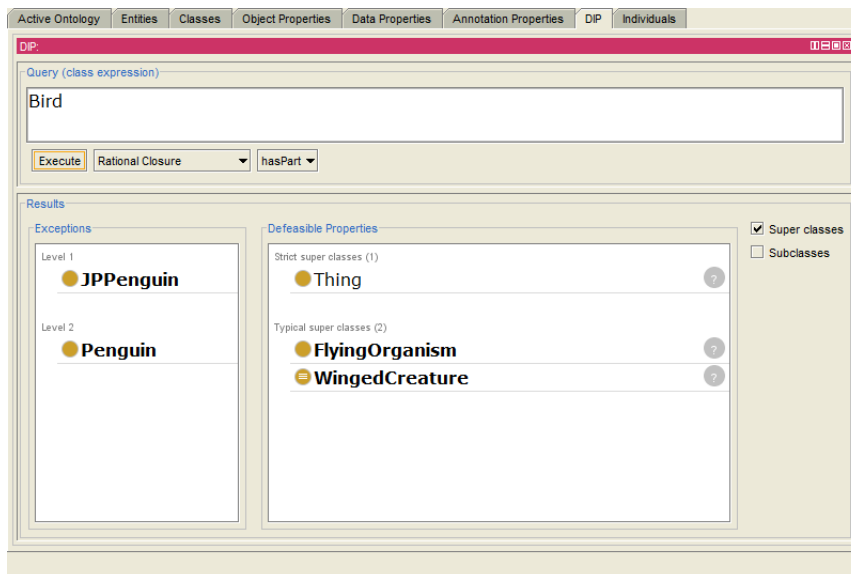 Active Ontology Entities Classes Object Properties Data Properties Annotation Properties DIP Individuals
DIP:
Query (class expression)
Bird
Execute Rational Closure hasPart
Results
Exceptions
Level 1
JPPenguin
Level 2
Penguin
Defeasible Properties
Strict super classes (1)
Thing ?
Typical super classes (2)
FlyingOrganism ?
WingedCreature ?
Super classes
Subclasses